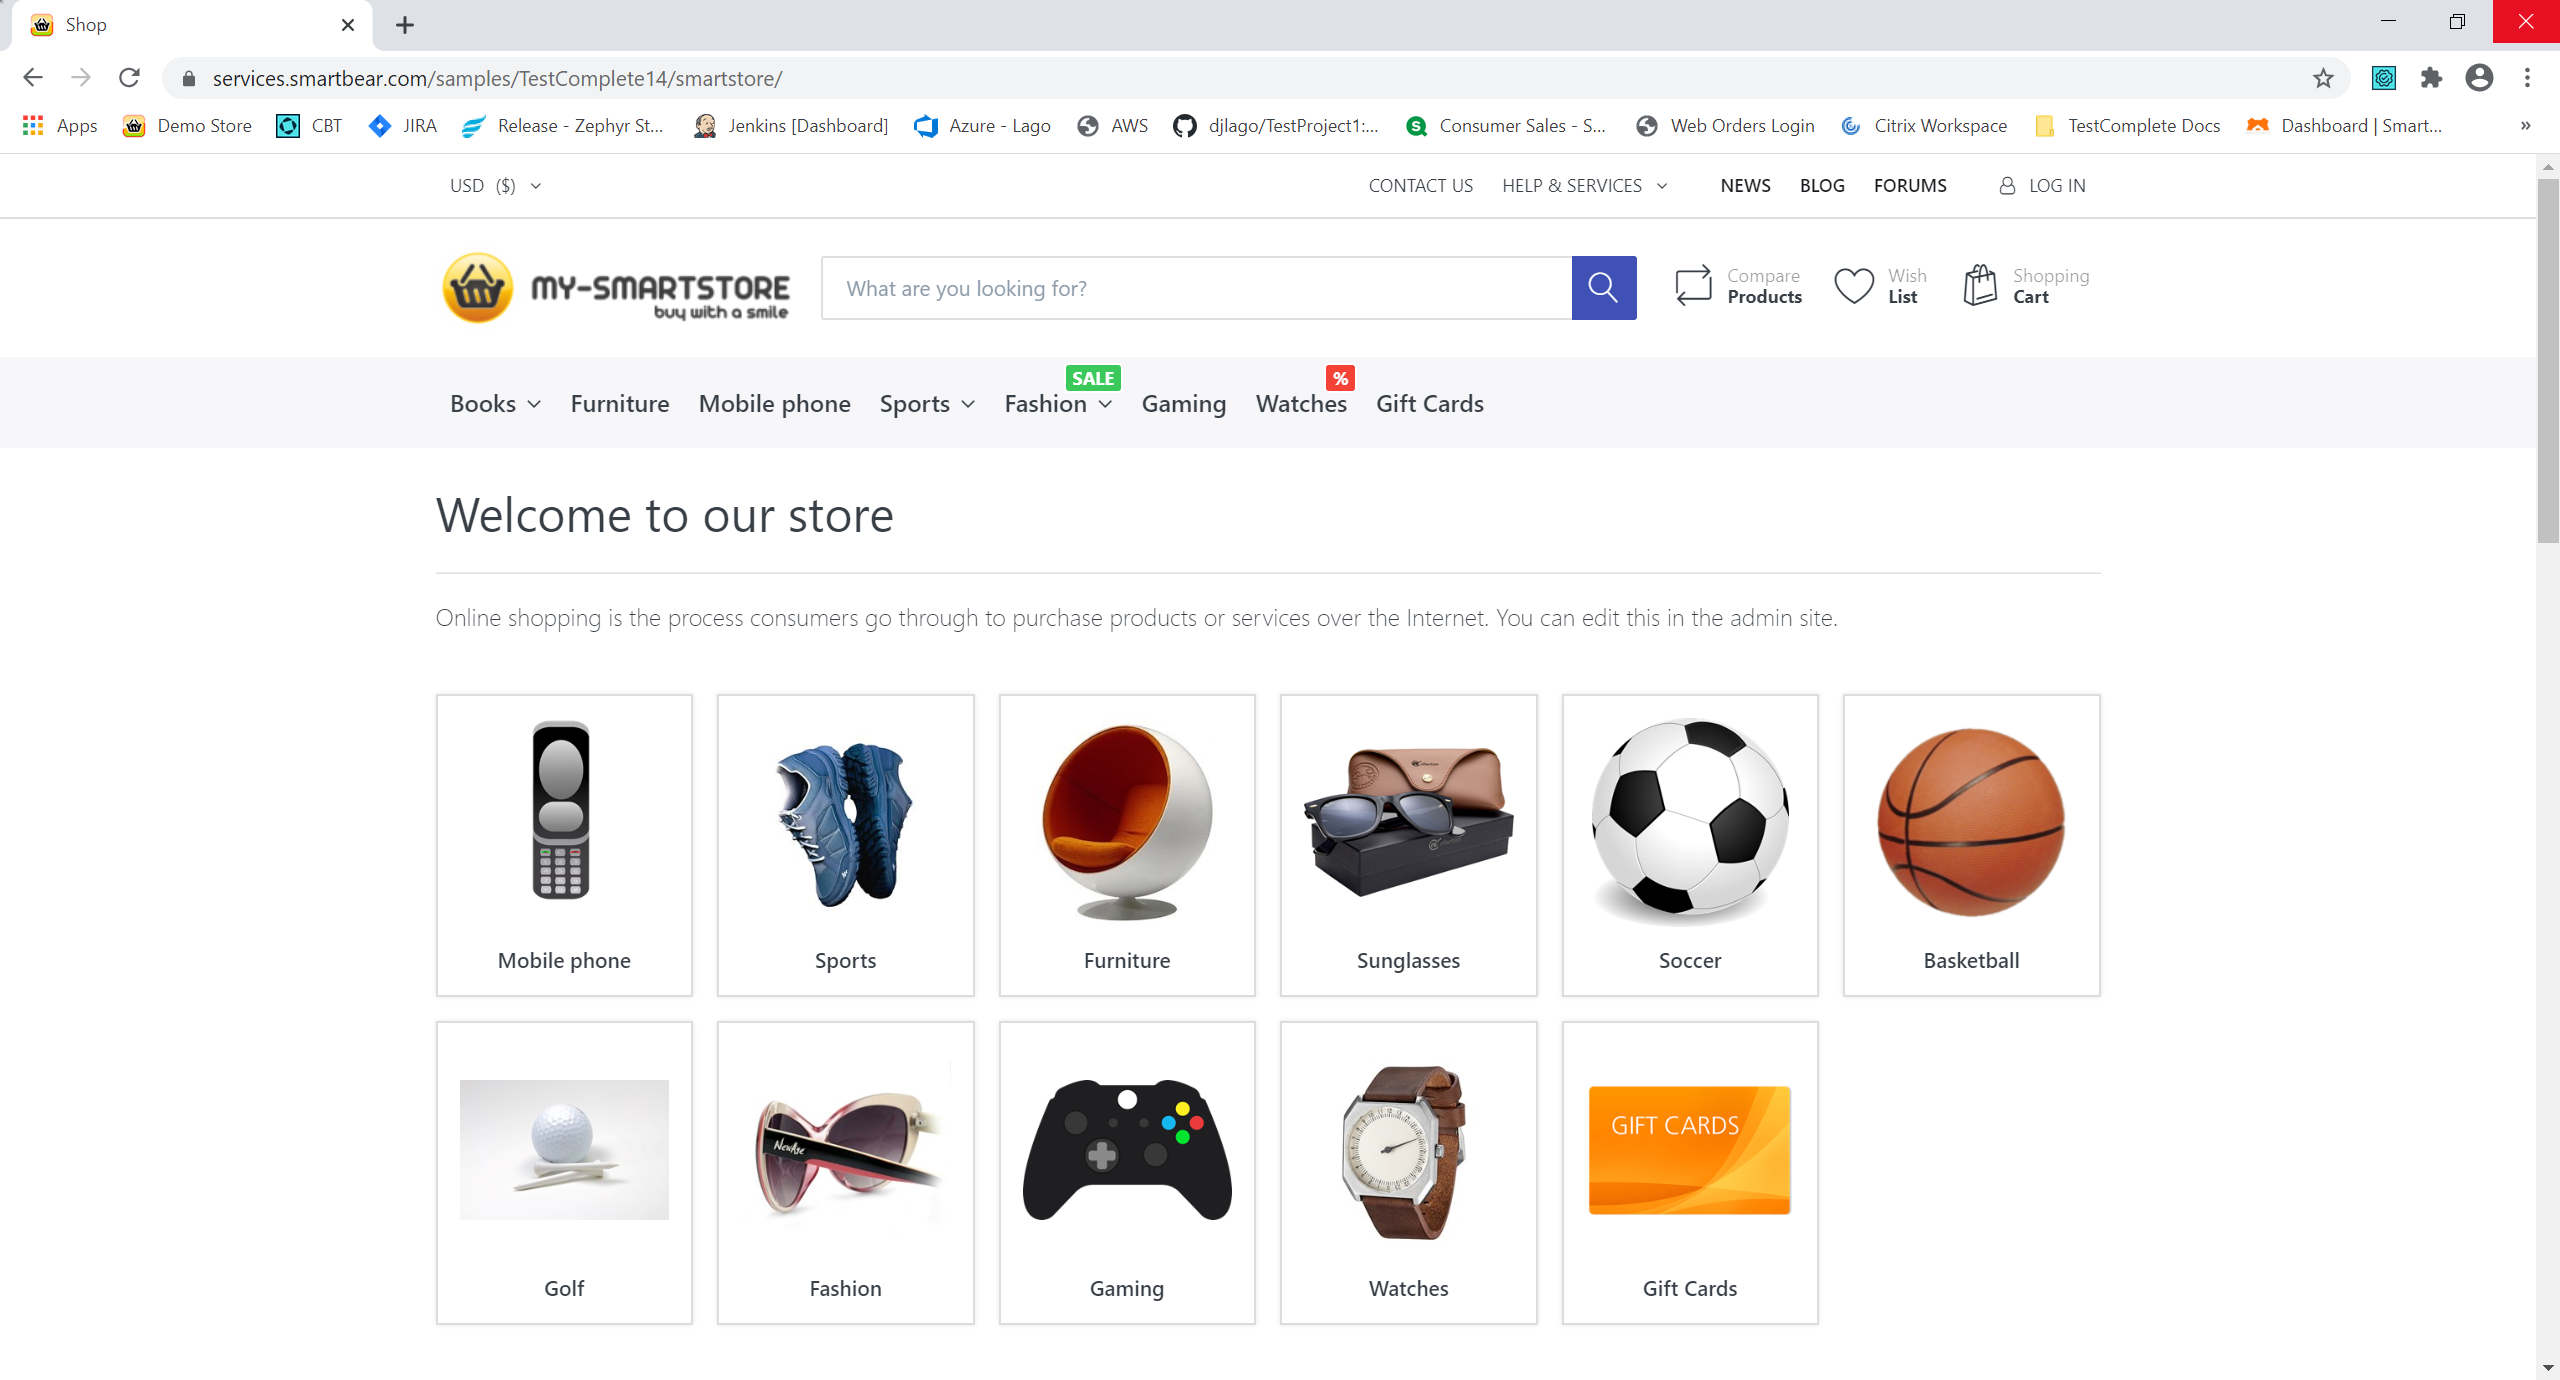 Shop
services.smartbear.com/samples/TestComplete14/smartstore/
Apps Demo Store CBT JIRA Release - Zephyr St... Jenkins [Dashboard] Azure - Lago AWS djlago/TestProject1:... Consumer Sales - S... Web Orders Login Citrix Workspace TestComplete Docs Dashboard | Smart... »
USD ($) CONTACT US HELP & SERVICES NEWS BLOG FORUMS LOG IN
MY-SMARTSTORE
buy with a smile
What are you looking for?
Compare
Products
Wish
List
Shopping
Cart
SALE %
Books Furniture Mobile phone Sports Fashion Gaming Watches Gift Cards
Welcome to our store
Online shopping is the process consumers go through to purchase products or services over the Internet. You can edit this in the admin site.
Mobile phone Sports Furniture Sunglasses Soccer Basketball
NewAge
GIFT CARDS
Golf Fashion Gaming Watches Gift Cards